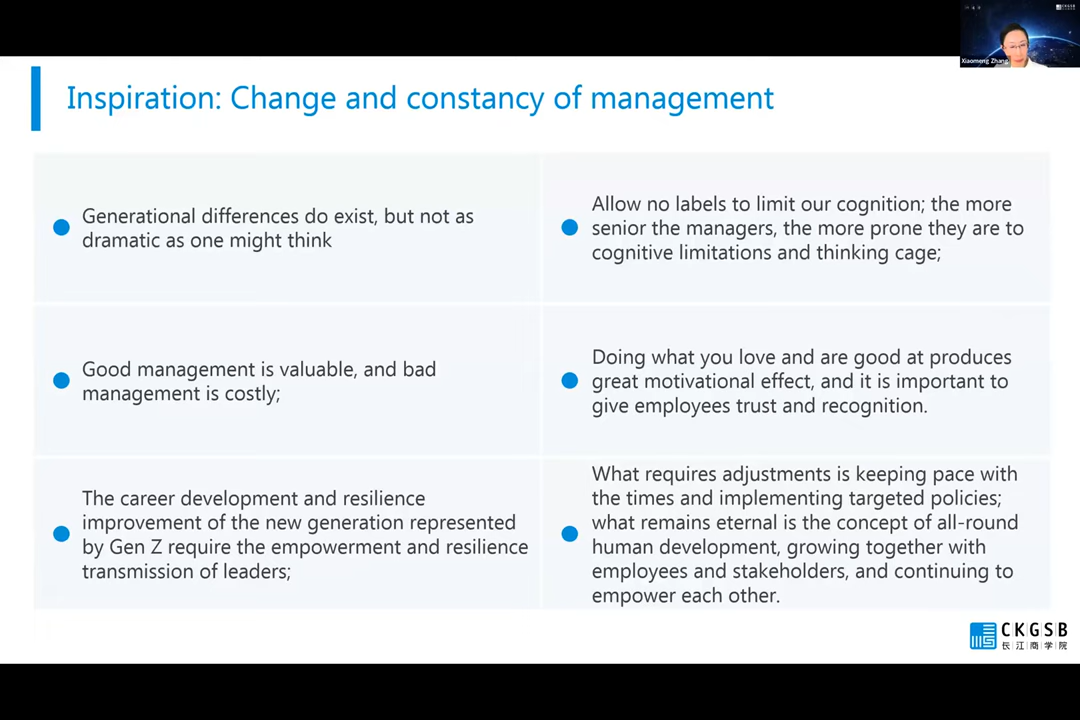 CKGSB
Xiaomeng Zhang
Inspiration: Change and constancy of management
Generational differences do exist, but not as
dramatic as one might think
Allow no labels to limit our cognition; the more
senior the managers, the more prone they are to
cognitive limitations and thinking cage;
Good management is valuable, and bad
management is costly;
Doing what you love and are good at produces
great motivational effect, and it is important to
give employees trust and recognition.
The career development and resilience
improvement of the new generation represented
by Gen Z require the empowerment and resilience
transmission of leaders;
What requires adjustments is keeping pace with
the times and implementing targeted policies;
what remains eternal is the concept of all-round
human development, growing together with
employees and stakeholders, and continuing to
empower each other.
CKGSB
长江商学院